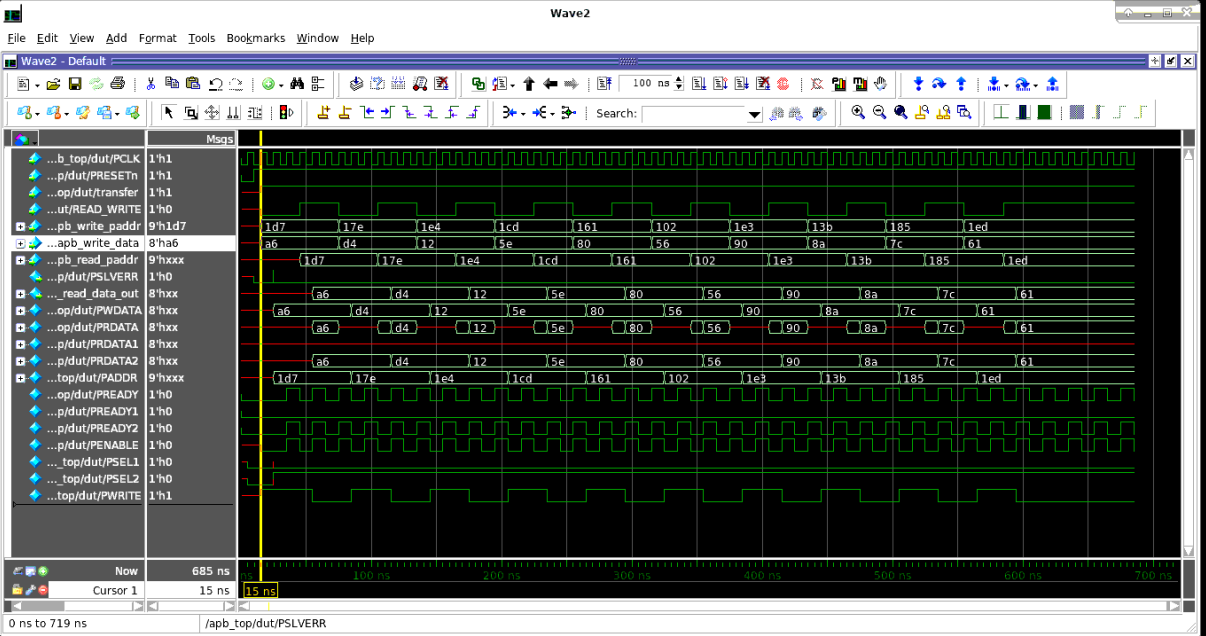 Wave2
File Edit View Add Format Tools Bookmarks Window Help
Wave2 - Default
100 ns
Search:
Msgs
...b_top/dut/PCLK 1'h1
...p/dut/PRESETn 1'h1
...op/dut/transfer 1'h1
...ut/READ_WRITE 1'h0
...pb_write_paddr 9'h1d7 1d7 17e 1e4 1cd 161 102 1e3 13b 185 1ed
...apb_write_data 8'ha6 a6 d4 12 5e 80 56 90 8a 7c 61
...pb_read_paddr 9'hxxx 1d7 17e 1e4 1cd 161 102 1e3 13b 185 1ed
...p/dut/PSLVERR 1'h0
..._read_data_out 8'hxx a6 d4 12 5e 80 56 90 8a 7c 61
...op/dut/PWDATA 8'hxx a6 d4 12 5e 80 56 90 8a 7c 61
...op/dut/PRDATA 8'hxx a6 d4 12 5e 80 56 90 8a 7c 61
...p/dut/PRDATA1 8'hxx
...p/dut/PRDATA2 8'hxx a6 d4 12 5e 80 56 90 8a 7c 61
...top/dut/PADDR 9'hxxx 1d7 17e 1e4 1cd 161 102 1e3 13b 185 1ed
...op/dut/PREADY 1'h0
...p/dut/PREADY1 1'h0
...p/dut/PREADY2 1'h0
...p/dut/PENABLE 1'h0
..._top/dut/PSEL1 1'h0
..._top/dut/PSEL2 1'h0
...top/dut/PWRITE 1'h1
Now 685 ns ns 100 ns 200 ns 300 ns 400 ns 500 ns 600 ns 700 ns
Cursor 1 15 ns 15 ns
0 ns to 719 ns /apb_top/dut/PSLVERR